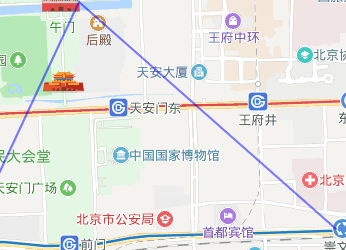 午门
后殿
王府中环
园
北京协
天安大厦
天安门东
王府井
东
民大会堂
中国国家博物馆
天安门广场
北京
北京市公安局
首都宾馆
前门
崇文